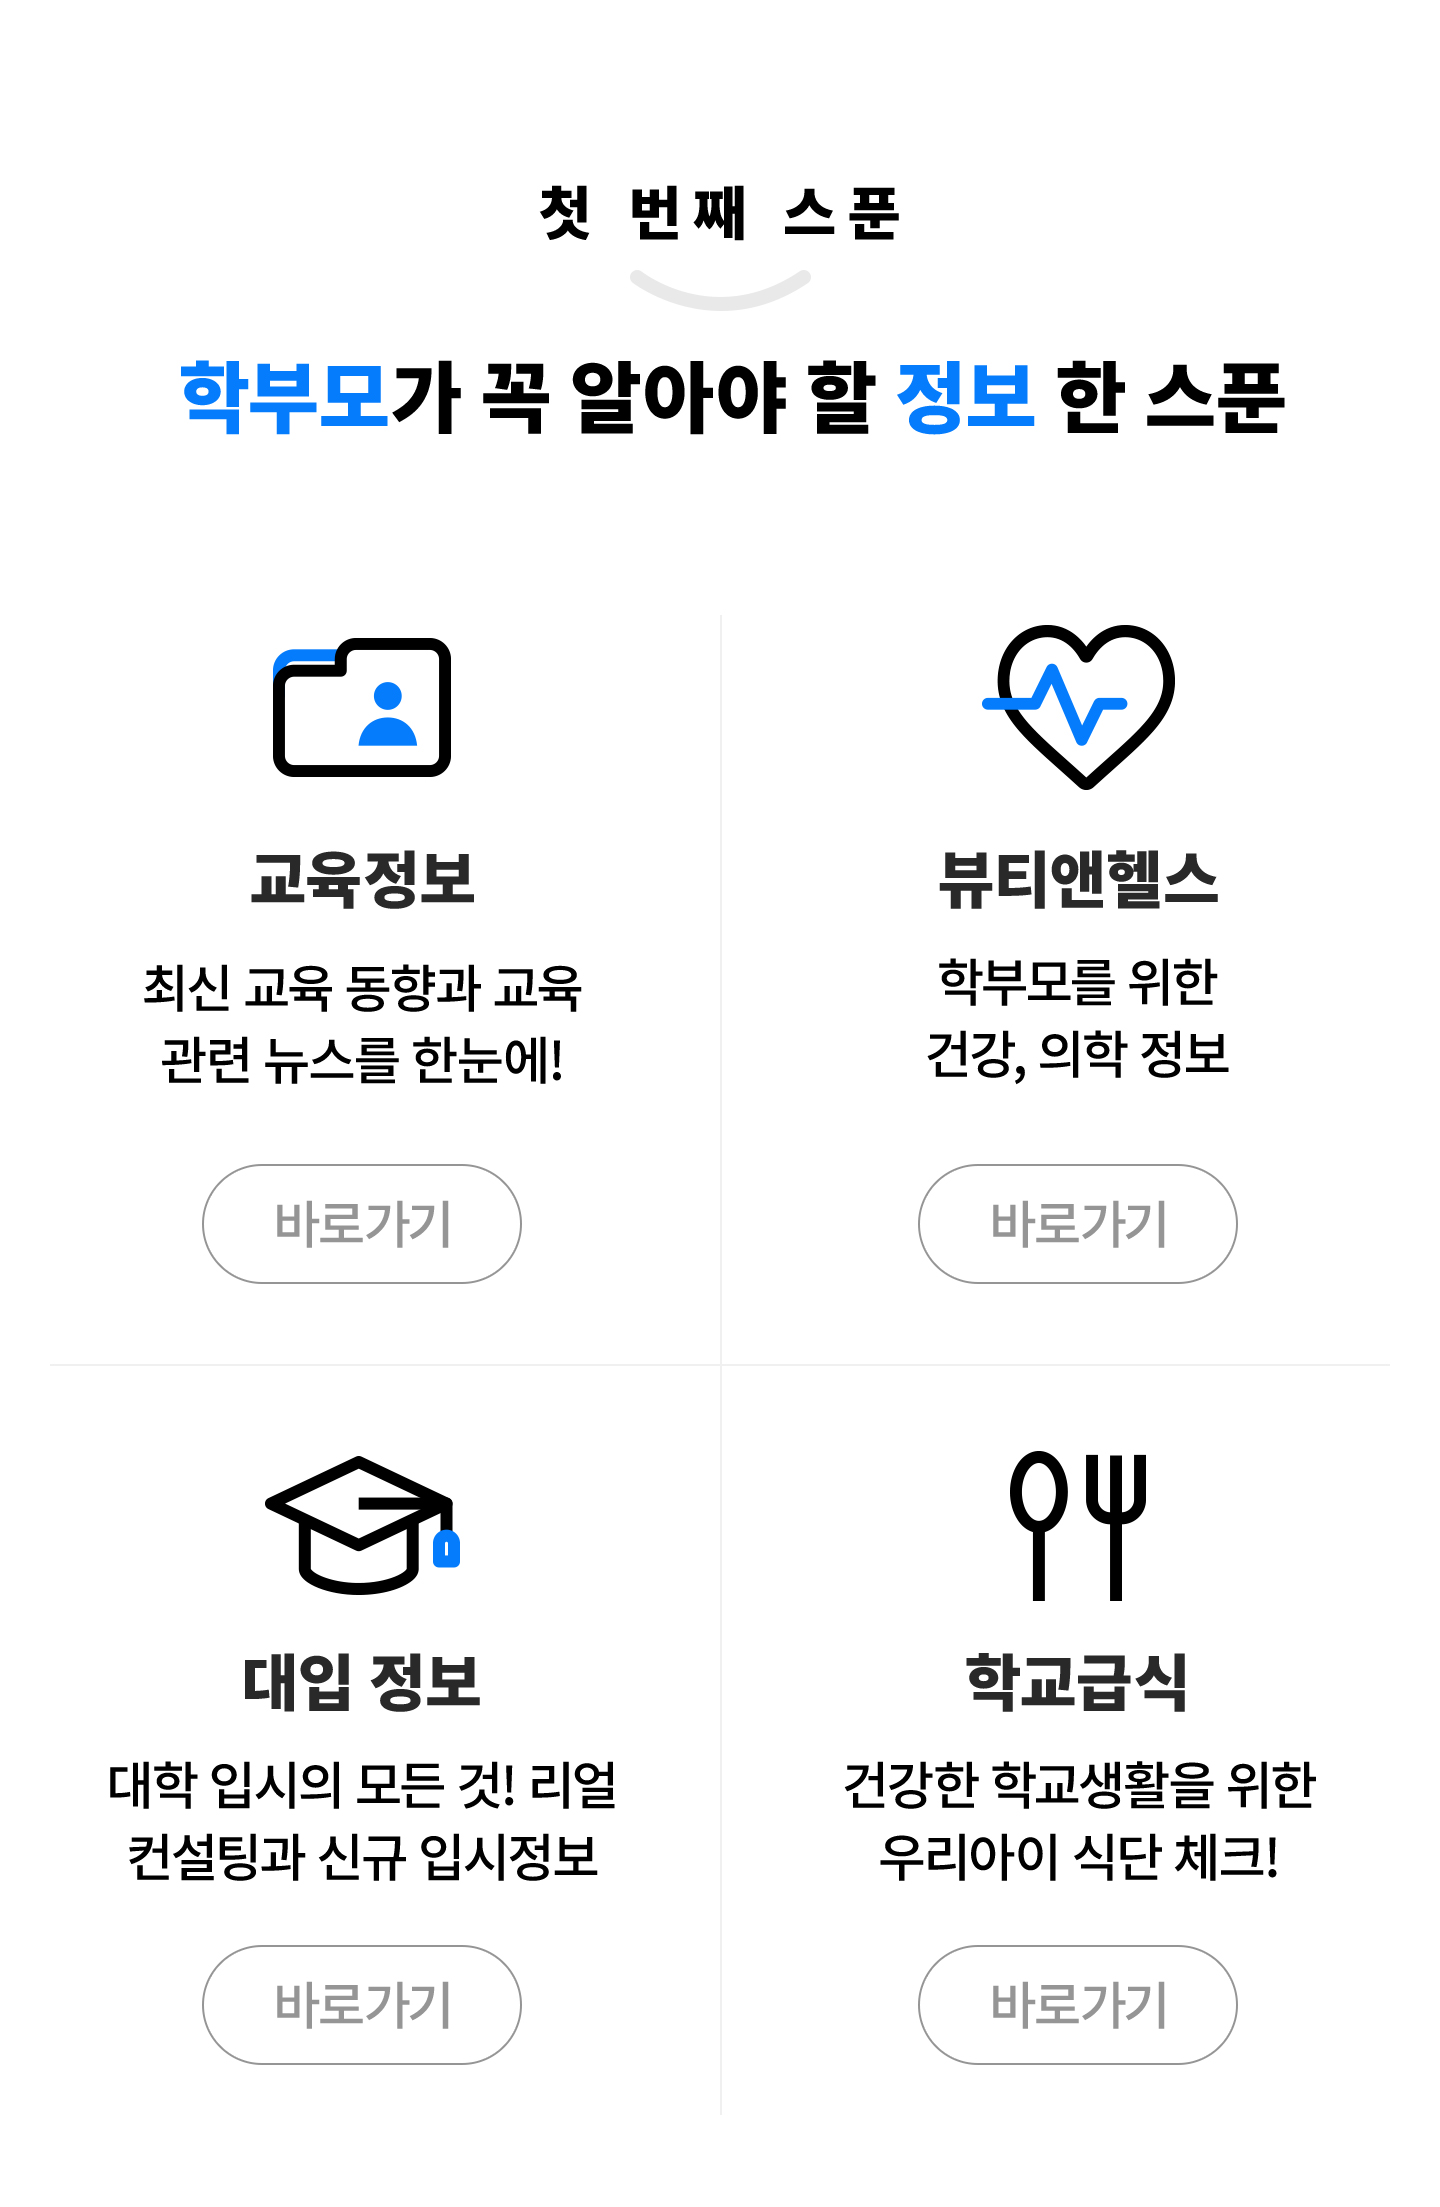 첫 번째 스푼
학부모가 꼭 알아야 할 정보 한 스푼
교육정보
최신 교육 동향과 교육
관련 뉴스를 한눈에!
바로가기
뷰티앤헬스
학부모를 위한
건강, 의학 정보
바로가기
대입 정보
대학 입시의 모든 것! 리얼
컨설팅과 신규 입시정보
바로가기
학교급식
건강한 학교생활을 위한
우리아이 식단 체크!
바로가기